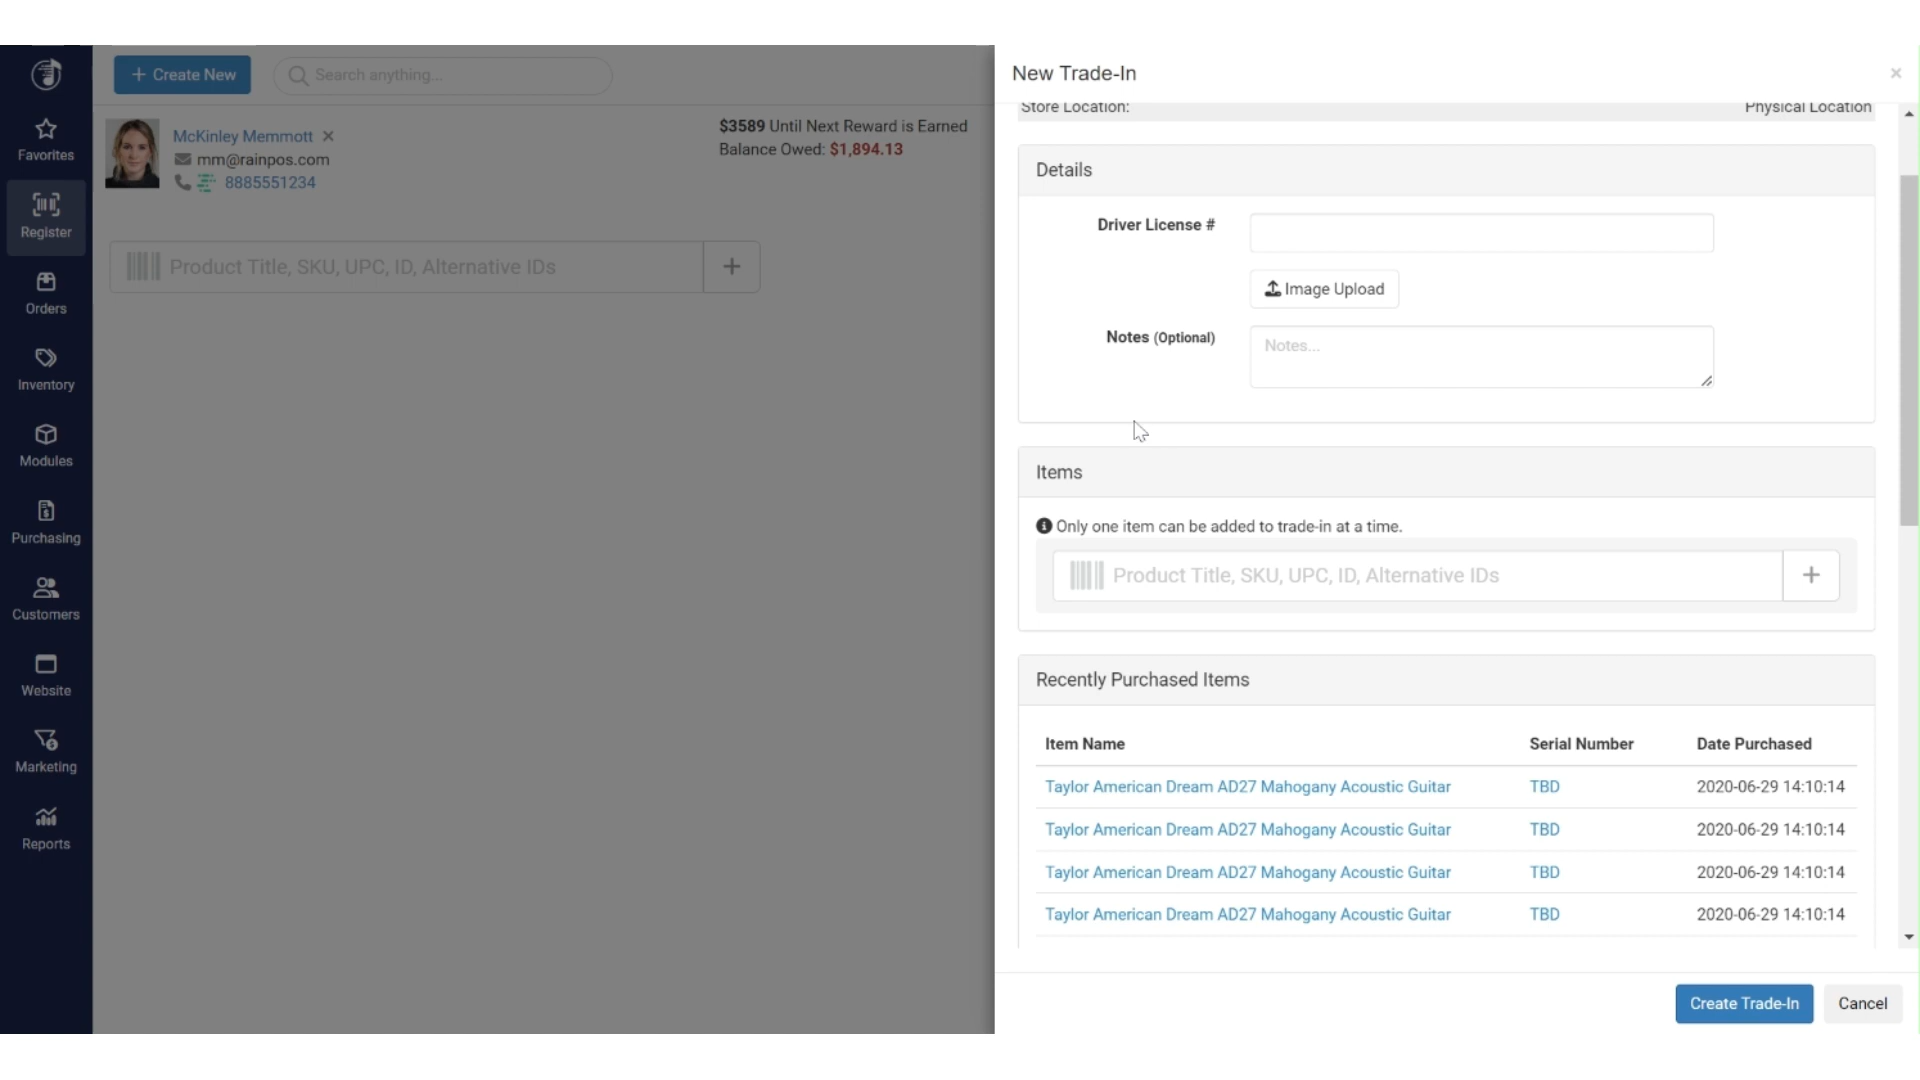 Favorites
Register
Orders
Inventory
Modules
Purchasing
Customers
Website
Marketing
Reports
+ Create New
Search anything...
McKinley Memmott ×
mm@rainpos.com
8885551234
$3589 Until Next Reward is Earned
Balance Owed: $1,894.13
Product Title, SKU, UPC, ID, Alternative IDs
+
New Trade-In
×
Store Location: Physical Location
Details
Driver License #
Image Upload
Notes (Optional)
Notes...
Items
Only one item can be added to trade-in at a time.
Product Title, SKU, UPC, ID, Alternative IDs
+
Recently Purchased Items
Item Name Serial Number Date Purchased
Taylor American Dream AD27 Mahogany Acoustic Guitar TBD 2020-06-29 14:10:14
Taylor American Dream AD27 Mahogany Acoustic Guitar TBD 2020-06-29 14:10:14
Taylor American Dream AD27 Mahogany Acoustic Guitar TBD 2020-06-29 14:10:14
Taylor American Dream AD27 Mahogany Acoustic Guitar TBD 2020-06-29 14:10:14
Create Trade-In
Cancel